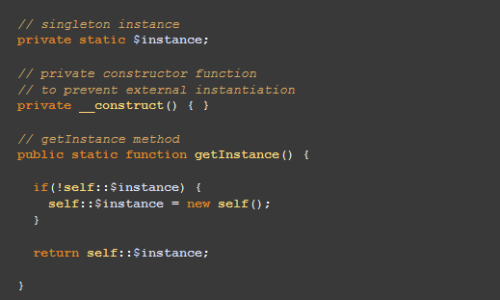 // singleton instance
private static $instance;
// private constructor function
// to prevent external instantiation
private __construct() { }
// getInstance method
public static function getInstance() {
if(!self::$instance) {
self::$instance = new self();
}
return self::$instance;
}